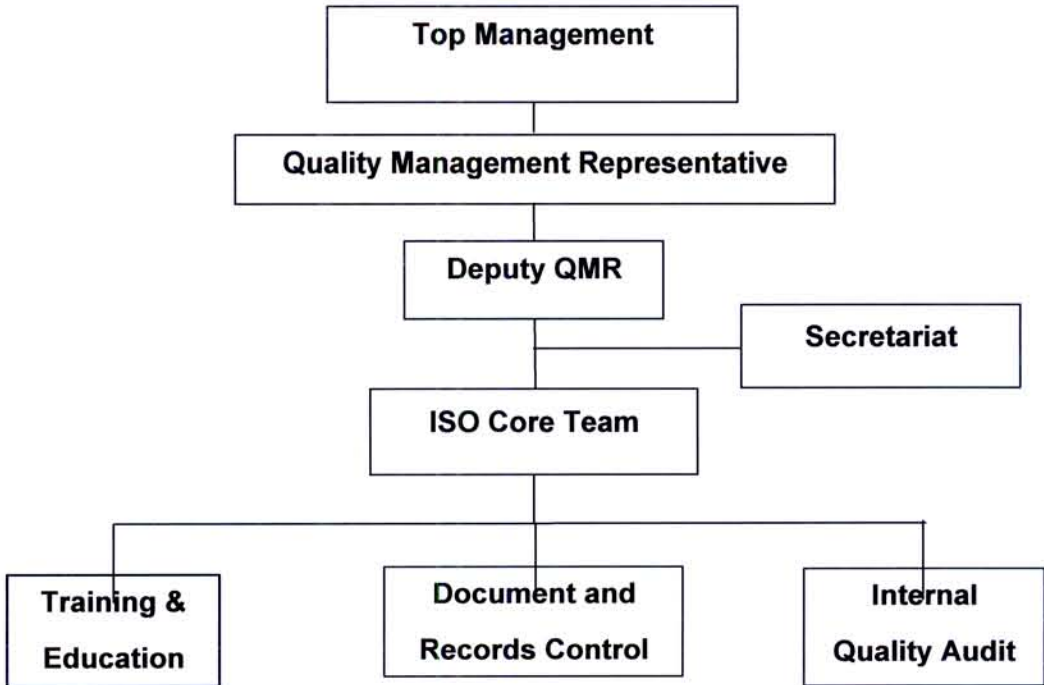 Top Management
Quality Management Representative
Deputy QMR
Secretariat
ISO Core Team
Training &
Education
Document and
Records Control
Internal
Quality Audit